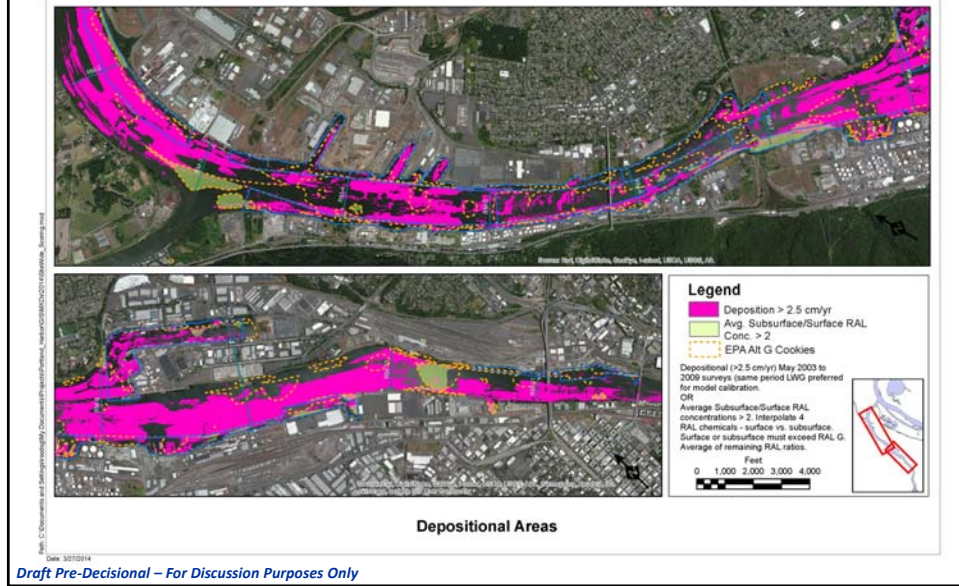 Legend
Deposition > 2.5 cm/yr
Avg. Subsurface/Surface RAL
Conc. > 2
EPA Alt G Cookies
Depositional (>2.5 cm/yr) May 2003 to
2009 surveys (same period LWG preferred
for model calibration.
OR
Average Subsurface/Surface RAL
concentrations > 2. Interpolate 4
RAL chemicals - surface vs. subsurface.
Surface or subsurface must exceed RAL G.
Average of remaining RAL ratios.
Feet
0 1,000 2,000 3,000 4,000
Depositional Areas
Date: 3/27/2014
Draft Pre-Decisional – For Discussion Purposes Only